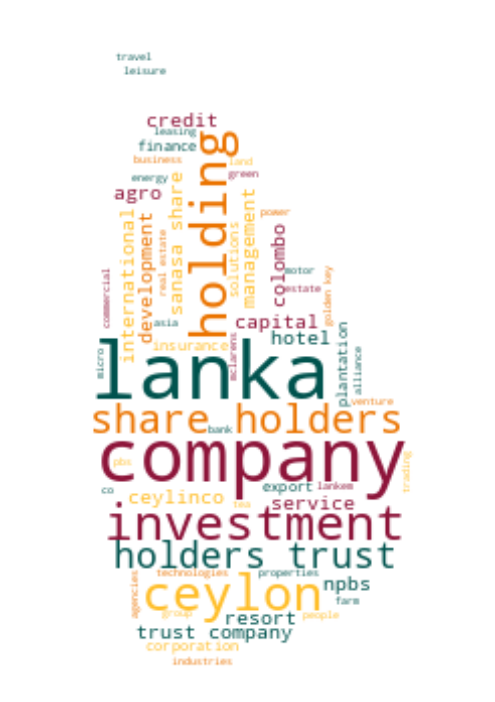 travel
leisure
credit
leasing
finance
holding
business
land
energy
green
agro
sanasa share
management
international
development
power
solutions
colombo
real estate
motor
golden key
commercial
estate
asia
capital
plantation
hotel
mclarens
insurance
micro
alliance
lanka
venture
share holders
bank
company
pbs
trading
co
export
lankem
ceylinco
service
tea
investment
holders trust
technologies
properties
npbs
agencies
ceylon
farm
group
people
resort
trust company
corporation
industries